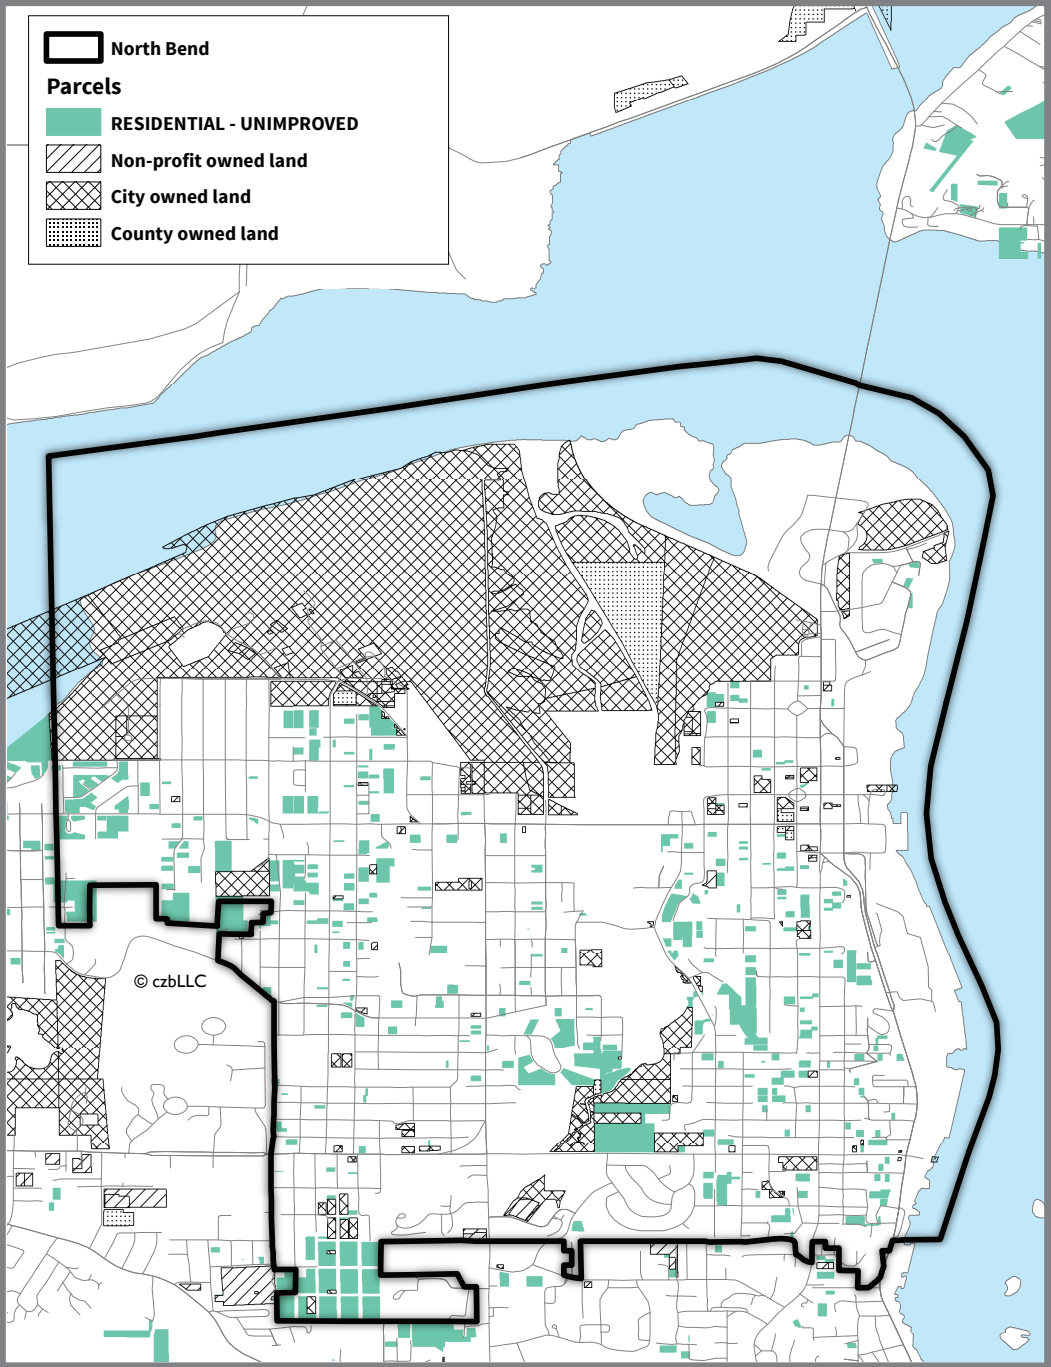 North Bend
Parcels
RESIDENTIAL - UNIMPROVED
Non-profit owned land
City owned land
County owned land
© czbLLC